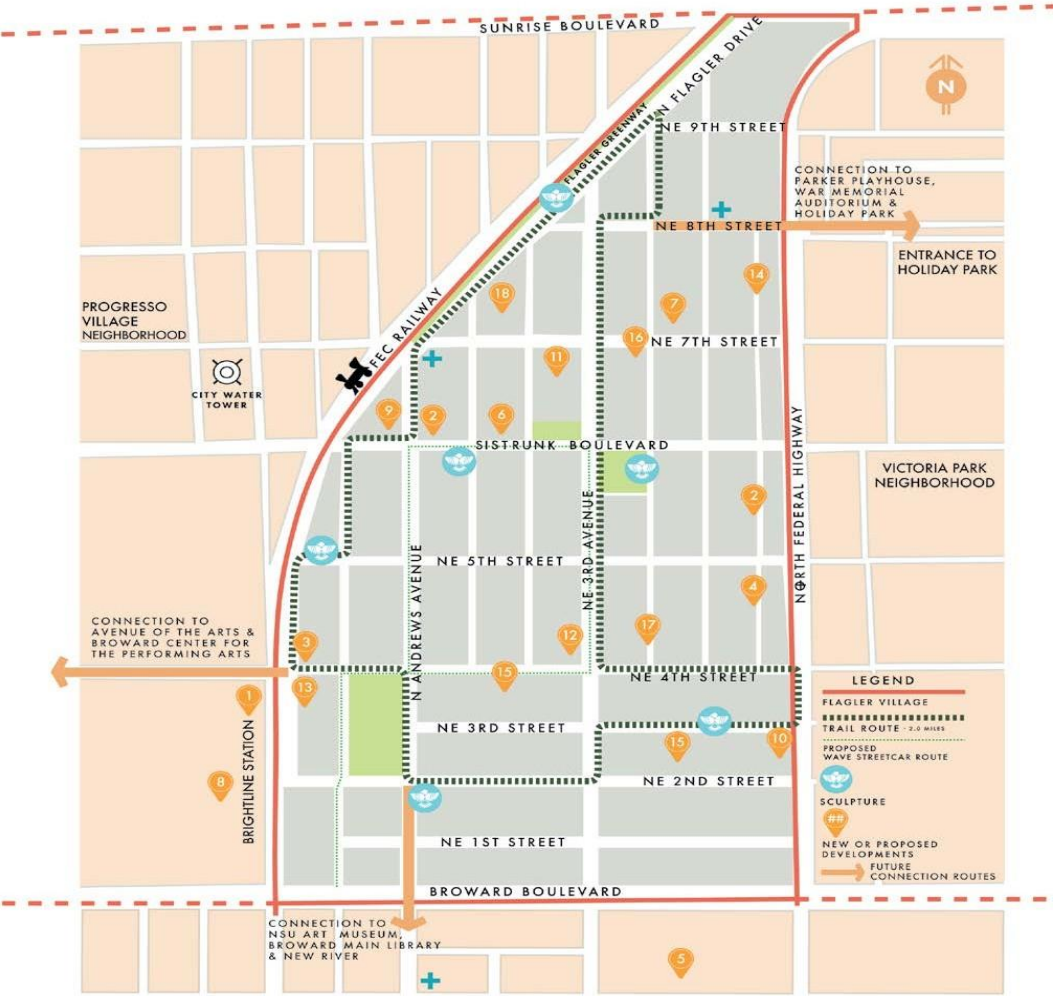 SUNRISE BOULEVARD
N FLAGLER DRIVE
FLAGLER GREENWAY
N
NE 9TH STREET
CONNECTION TO
PARKER PLAYHOUSE,
WAR MEMORIAL
AUDITORIUM &
HOLIDAY PARK
NE 8TH STREET
ENTRANCE TO
HOLIDAY PARK
14
18
7
PROGRESSO
VILLAGE
NEIGHBORHOOD
FEC RAILWAY
16
NE 7TH STREET
11
CITY WATER
TOWER
9
2
6
SISTRUNK BOULEVARD
NORTH FEDERAL HIGHWAY
VICTORIA PARK
NEIGHBORHOOD
2
NE 3RD AVENUE
N ANDREWS AVENUE
NE 5TH STREET
4
CONNECTION TO
AVENUE OF THE ARTS &
BROWARD CENTER FOR
THE PERFORMING ARTS
3
12
17
1
13
15
NE 4TH STREET
BRIGHTLINE STATION
NE 3RD STREET
15
10
8
NE 2ND STREET
NE 1ST STREET
BROWARD BOULEVARD
LEGEND
FLAGLER VILLAGE
TRAIL ROUTE - 2.0 MILES
PROPOSED
WAVE STREETCAR ROUTE
SCULPTURE
##
NEW OR PROPOSED
DEVELOPMENTS
FUTURE
CONNECTION ROUTES
CONNECTION TO
NSU ART MUSEUM,
BROWARD MAIN LIBRARY
& NEW RIVER
5